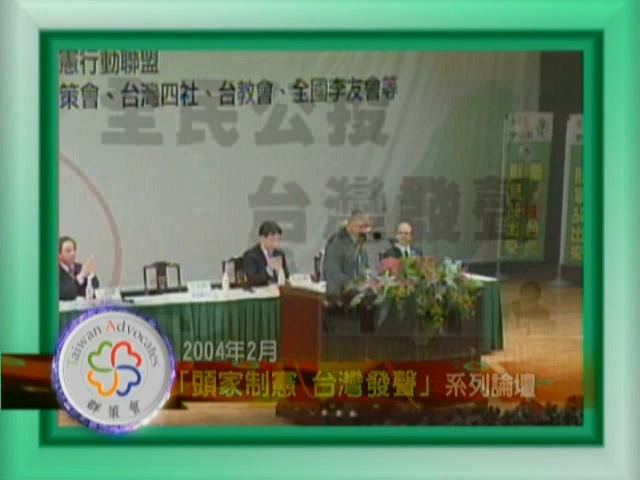 憲行動聯盟
策會、台灣四社、台教會、全國李友會等
全民公投
台灣發聲
Taiwan Advocates
群策會
2004年2月
「頭家制憲 台灣發聲」系列論壇